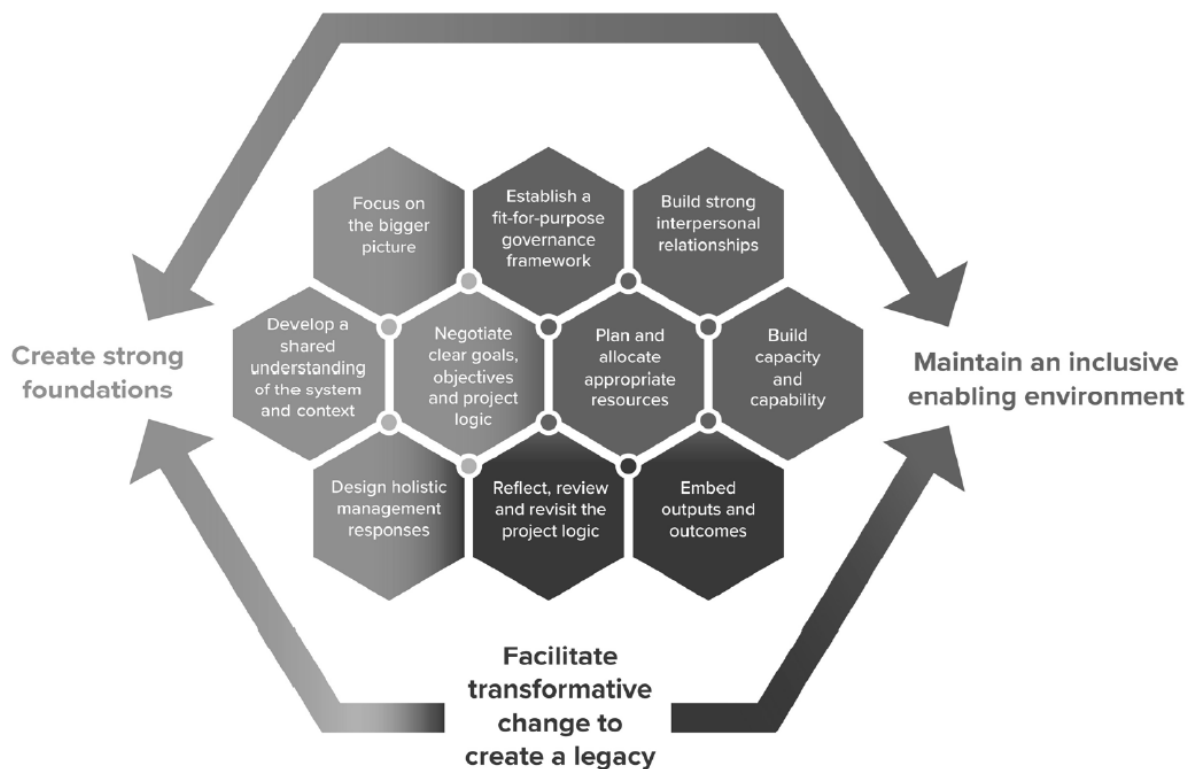 Focus on
the bigger
picture
Establish a
fit-for-purpose
governance
framework
Build strong
interpersonal
relationships
Create strong
foundations
Develop a
shared
understanding
of the system
and context
Negotiate
clear goals,
objectives
and project
logic
Plan and
allocate
appropriate
resources
Build
capacity
and
capability
Maintain an inclusive
enabling environment
Design holistic
management
responses
Reflect, review
and revisit the
project logic
Embed
outputs and
outcomes
Facilitate
transformative
change to
create a legacy